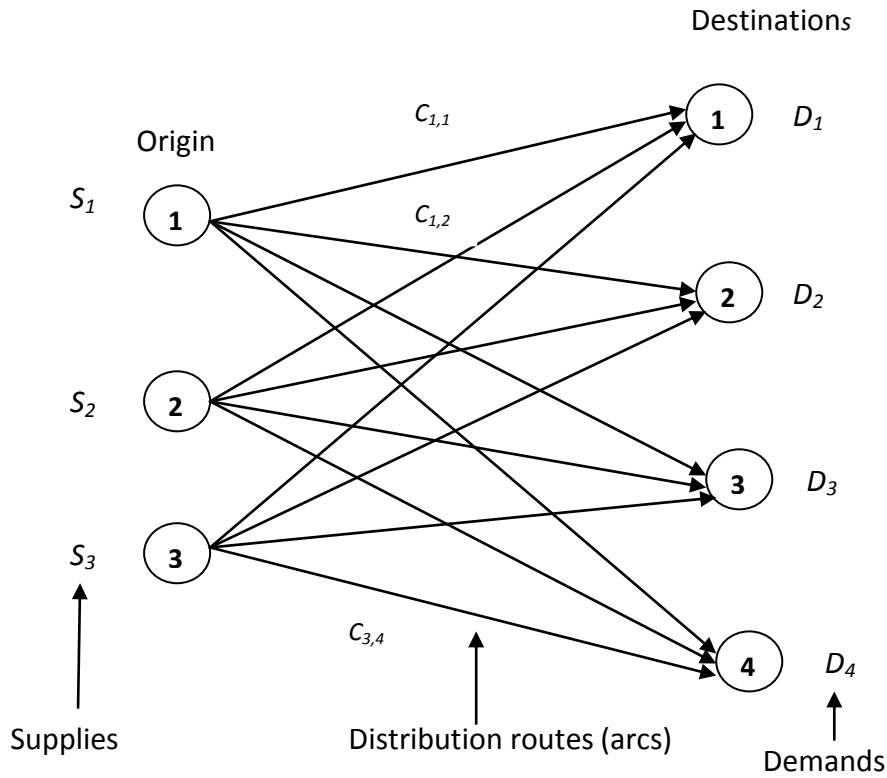 Destinations
C1,1
1
D1
Origin
S1
1
C1,2
2
D2
S2
2
3
D3
S3
3
C3,4
4
D4
Supplies
Distribution routes (arcs)
Demands